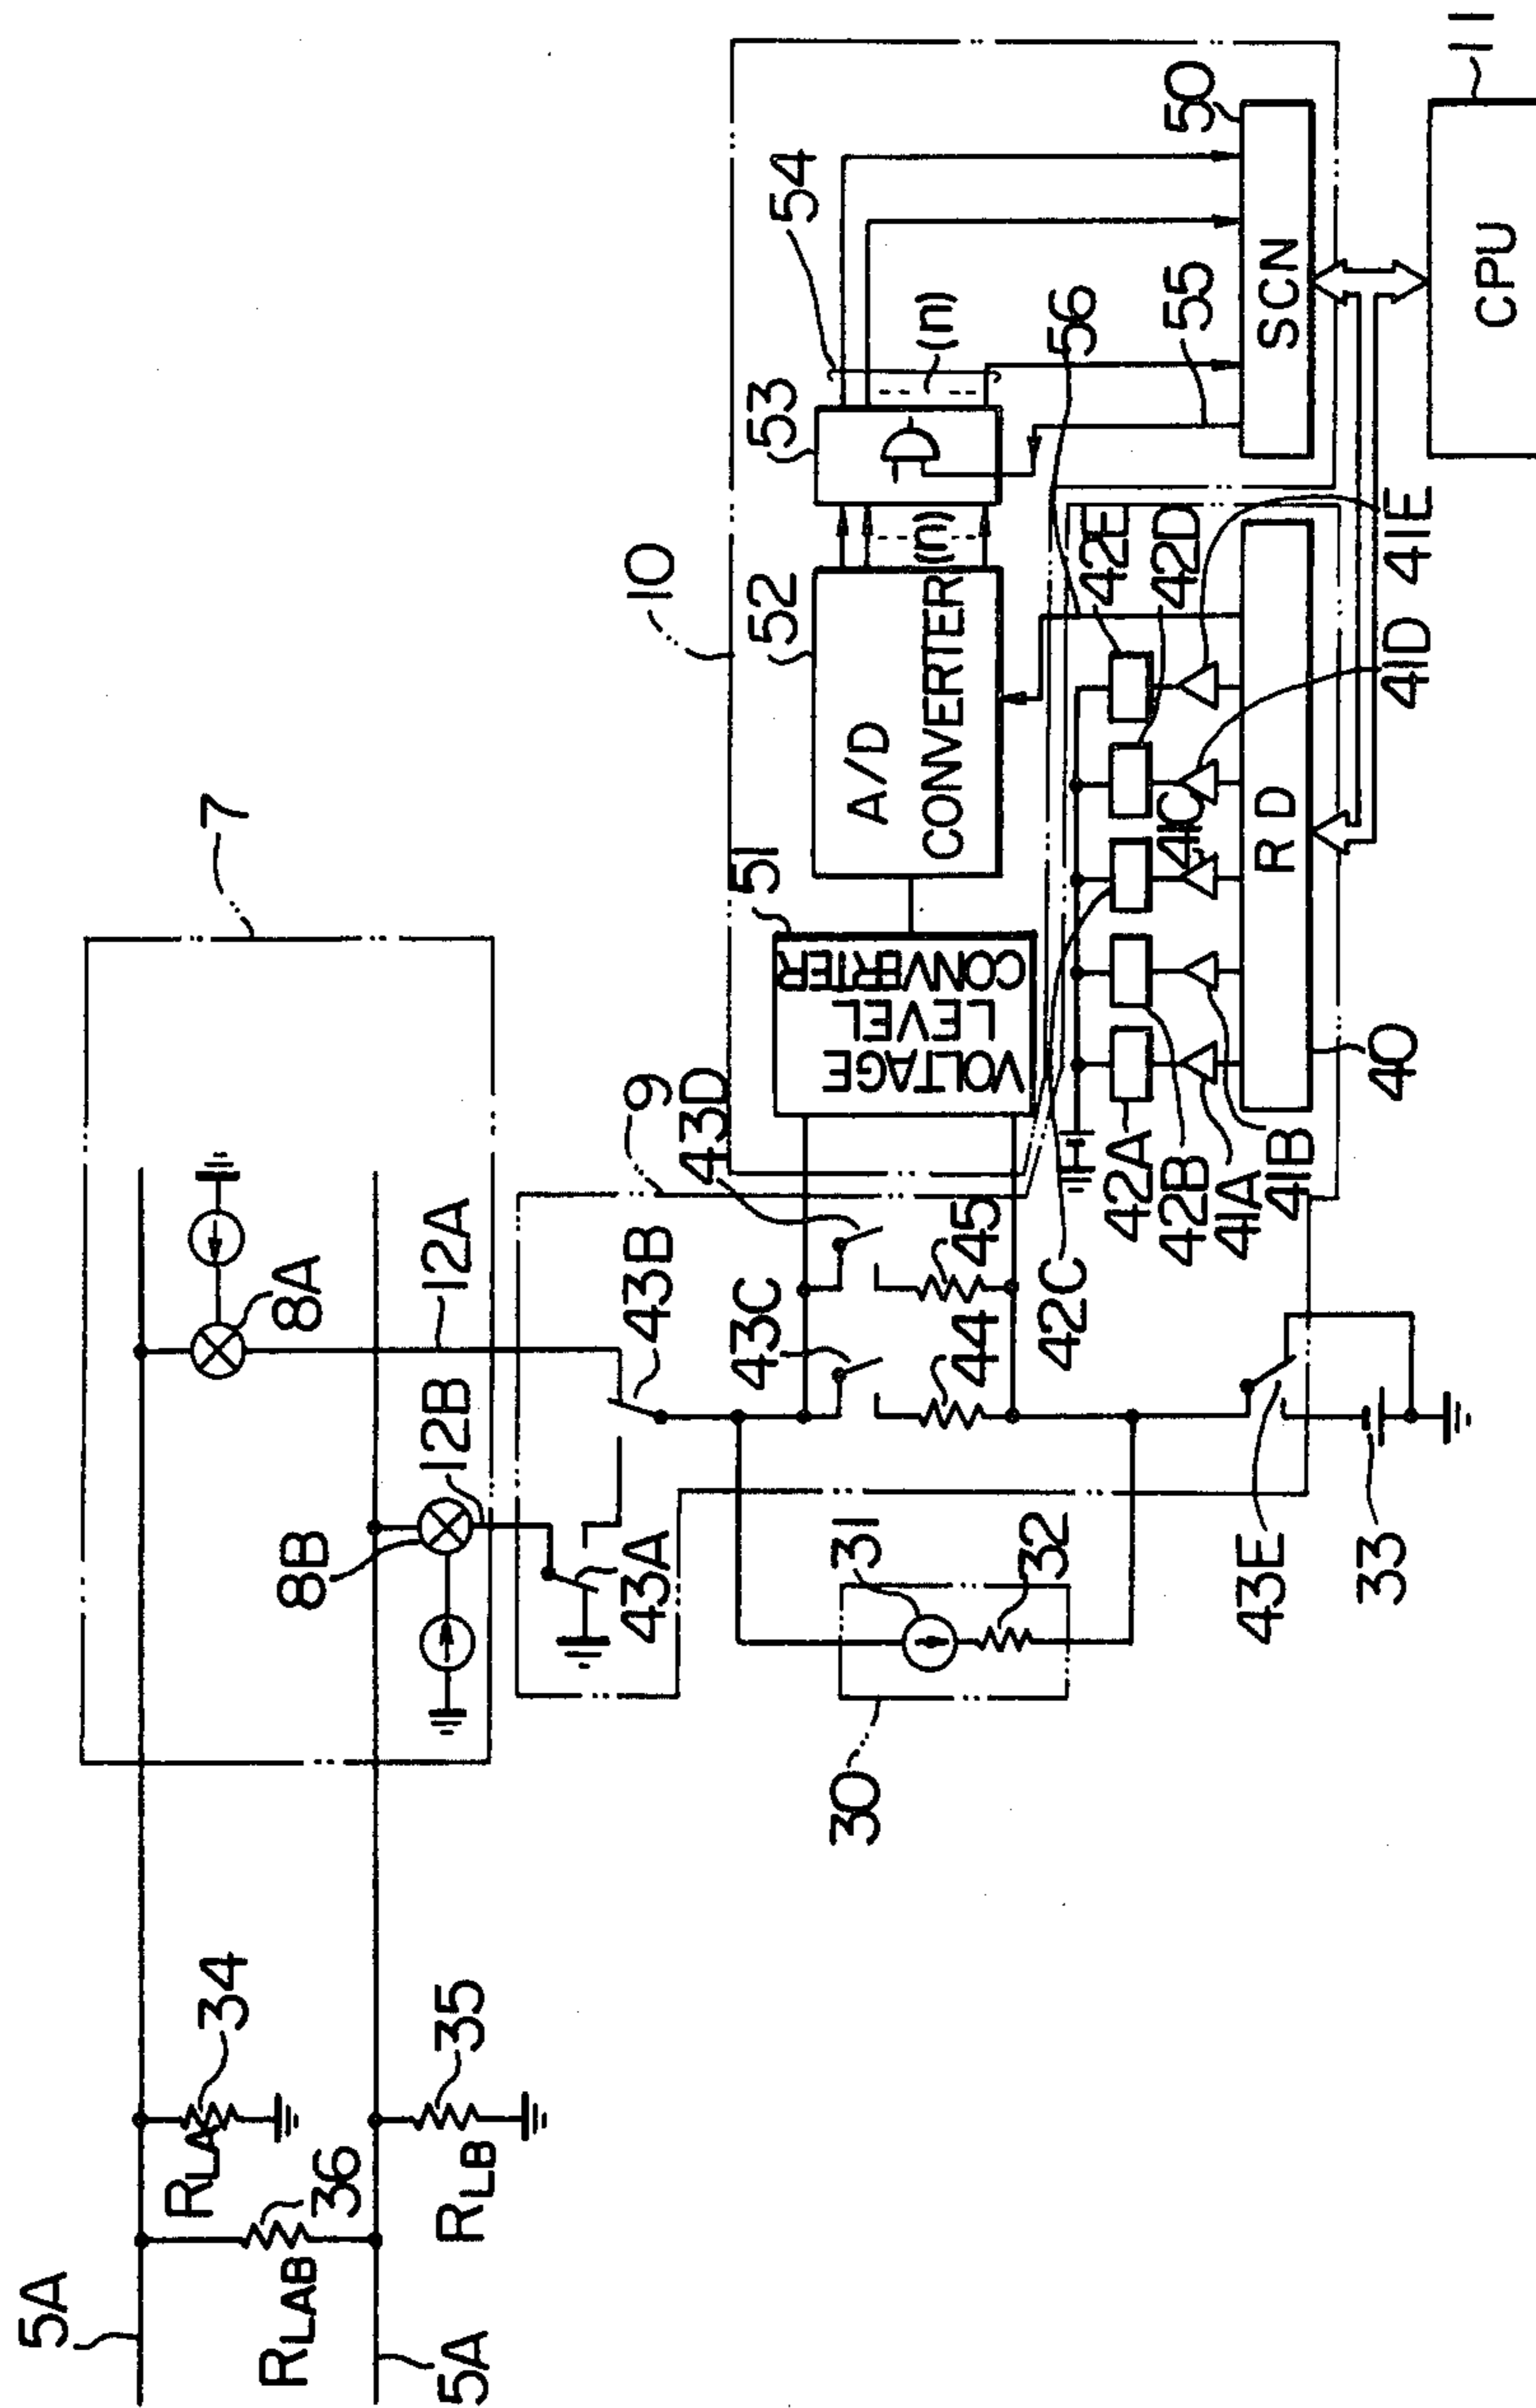 5A
RLAB
36
RLA
34
5A
RLB
35
7
8A
8B
12A
12B
43A
43B
9
43D
43C
45
44
30
31
32
43E
33
10
51
VOLTAGE
LEVEL
CONVERTER
52
A/D
CONVERTER
(n)
53
54
(n)
56
55
50
SCN
11
CPU
42A
42B
42C
42D
42E
41A
41B
41C
41D
41E
40
RD